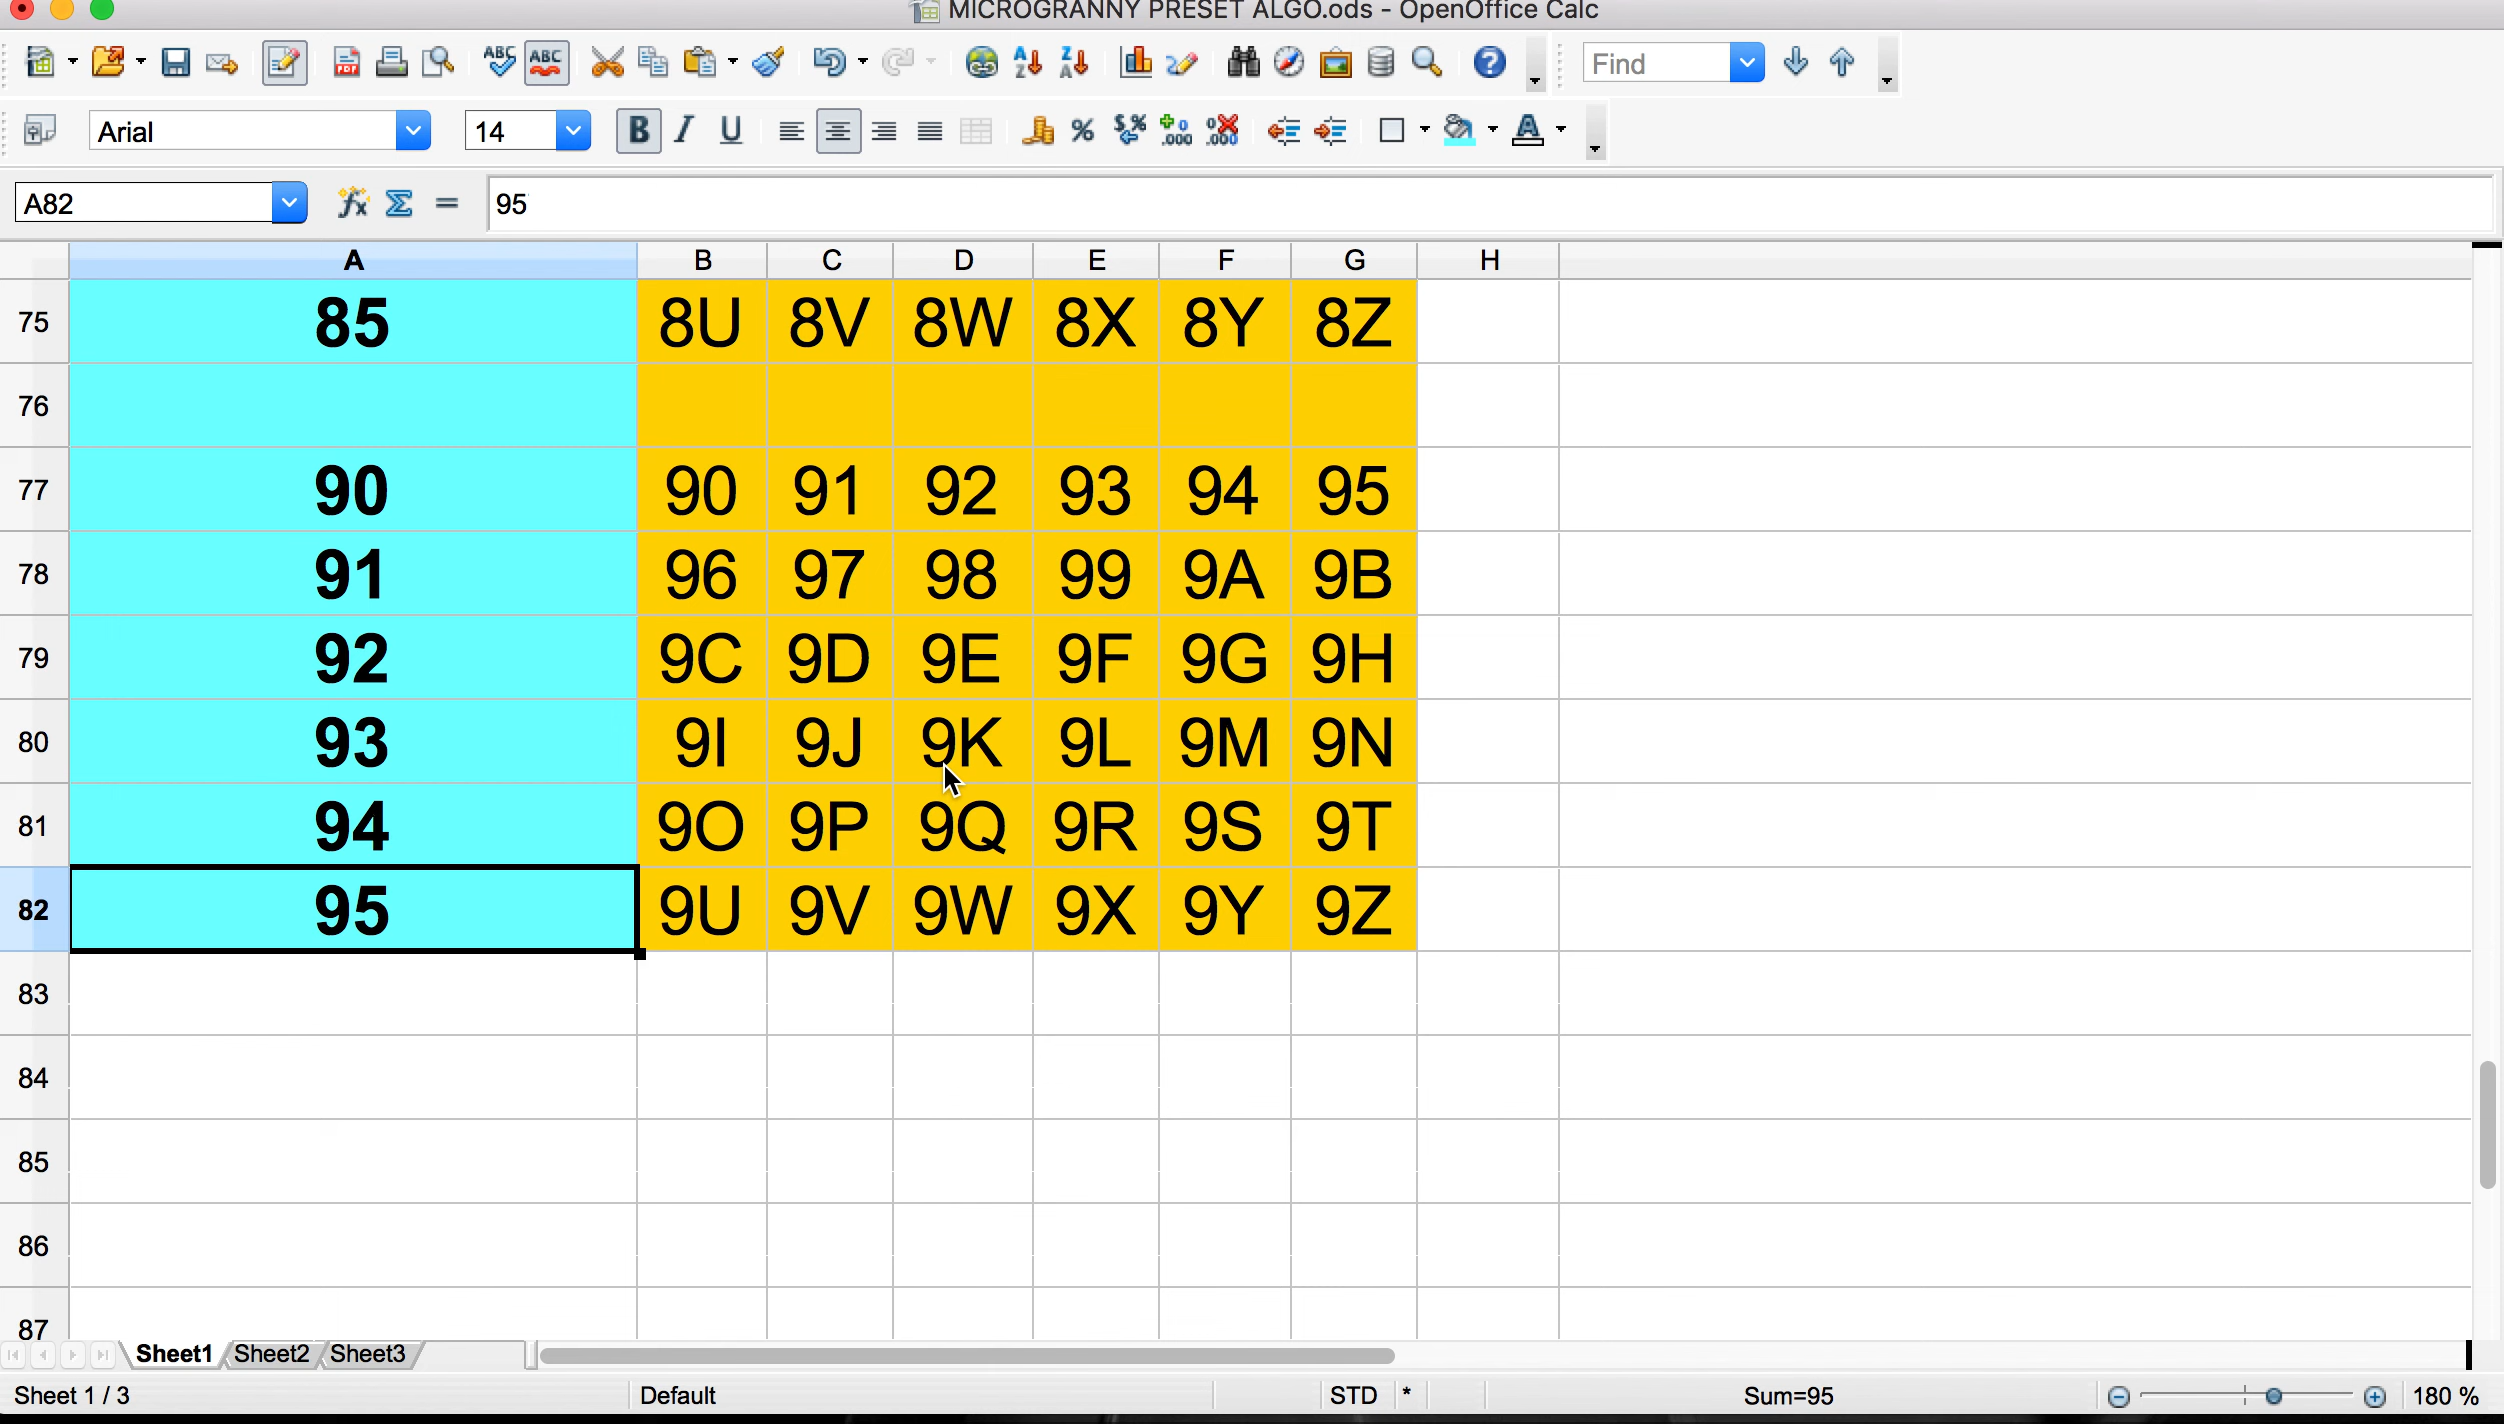 MICROGRANNY PRESET ALGO.ods - OpenOffice Calc
Find
Arial 14
A82 95
A B C D E F G H
75 85 8U 8V 8W 8X 8Y 8Z
76
77 90 90 91 92 93 94 95
78 91 96 97 98 99 9A 9B
79 92 9C 9D 9E 9F 9G 9H
80 93 9I 9J 9K 9L 9M 9N
81 94 9O 9P 9Q 9R 9S 9T
82 95 9U 9V 9W 9X 9Y 9Z
83
84
85
86
87
Sheet1 Sheet2 Sheet3
Sheet 1 / 3 Default STD * Sum=95 180 %